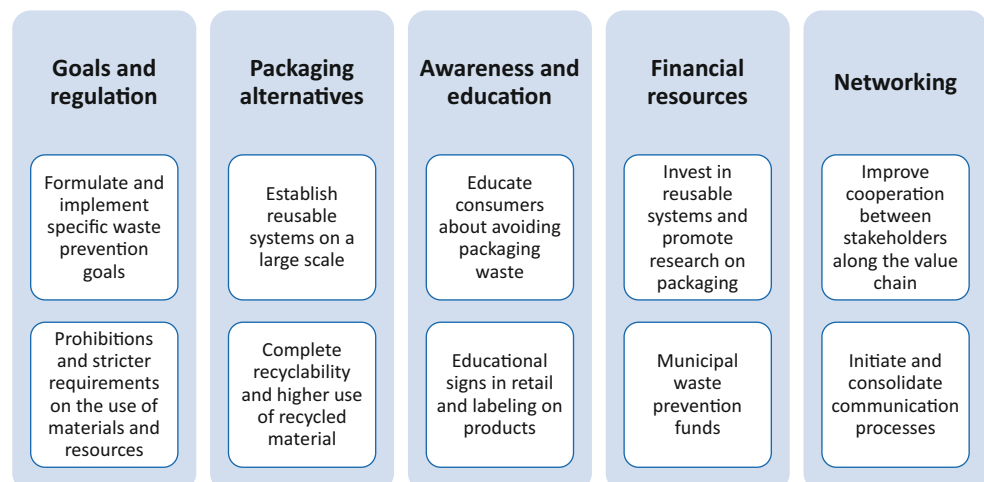 Goals and
regulation
Formulate and
implement
specific waste
prevention
goals
Prohibitions
and stricter
requirements
on the use of
materials and
resources
Packaging
alternatives
Establish
reusable
systems on a
large scale
Complete
recyclability
and higher use
of recycled
material
Awareness and
education
Educate
consumers
about avoiding
packaging
waste
Educational
signs in retail
and labeling on
products
Financial
resources
Invest in
reusable
systems and
promote
research on
packaging
Municipal
waste
prevention
funds
Networking
Improve
cooperation
between
stakeholders
along the value
chain
Initiate and
consolidate
communication
processes